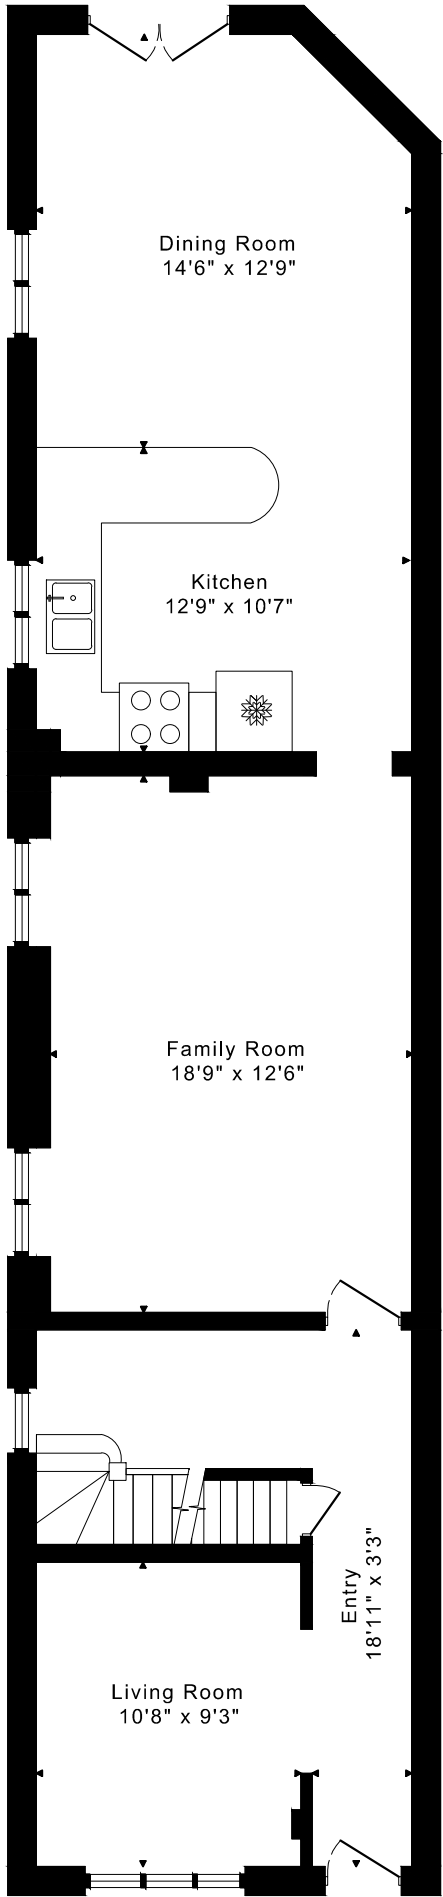 Dining Room
14'6" x 12'9"
Kitchen
12'9" x 10'7"
Family Room
18'9" x 12'6"
Entry
18'11" x 3'3"
Living Room
10'8" x 9'3"